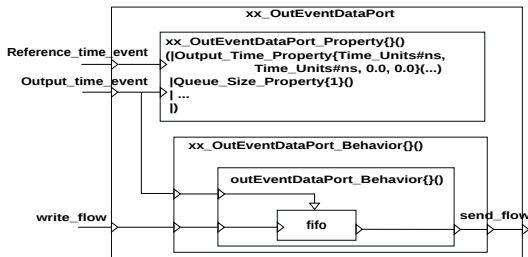 xx_OutEventDataPort
Reference_time_event
xx_OutEventDataPort_Property{}()
(|Output_Time_Property{Time_Units#ns,
Time_Units#ns, 0.0, 0.0}(...)
Output_time_event
|Queue_Size_Property{1}()
| ...
|)
xx_OutEventDataPort_Behavior{}()
outEventDataPort_Behavior{}()
write_flow
fifo
send_flow